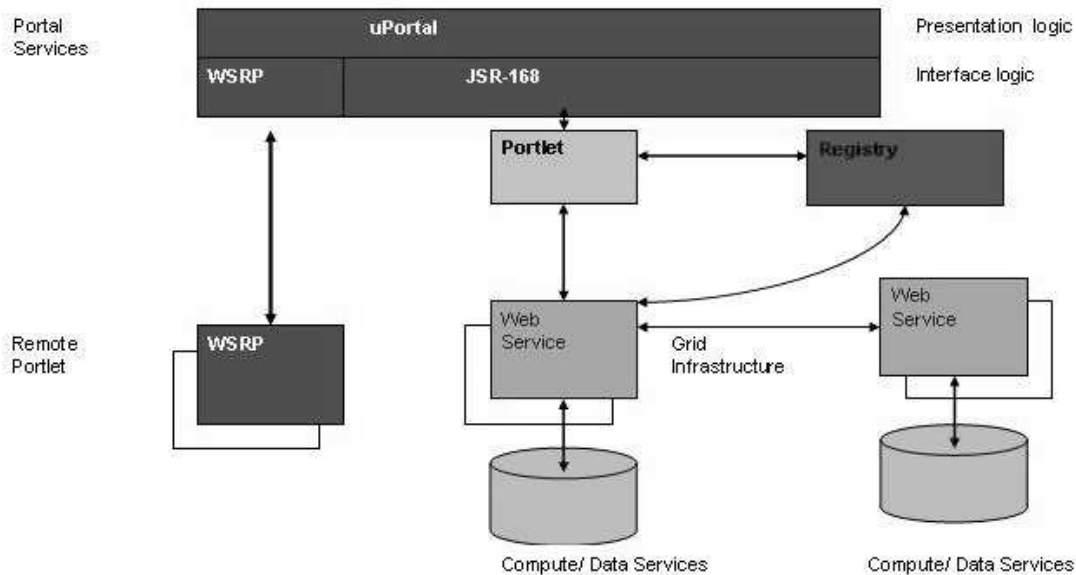 Portal
Services
uPortal
Presentation logic
WSRP
JSR-168
Interface logic
Portlet
Registry
Web
Service
Web
Service
Remote
Portlet
WSRP
Grid
Infrastructure
Compute/ Data Services
Compute/ Data Services